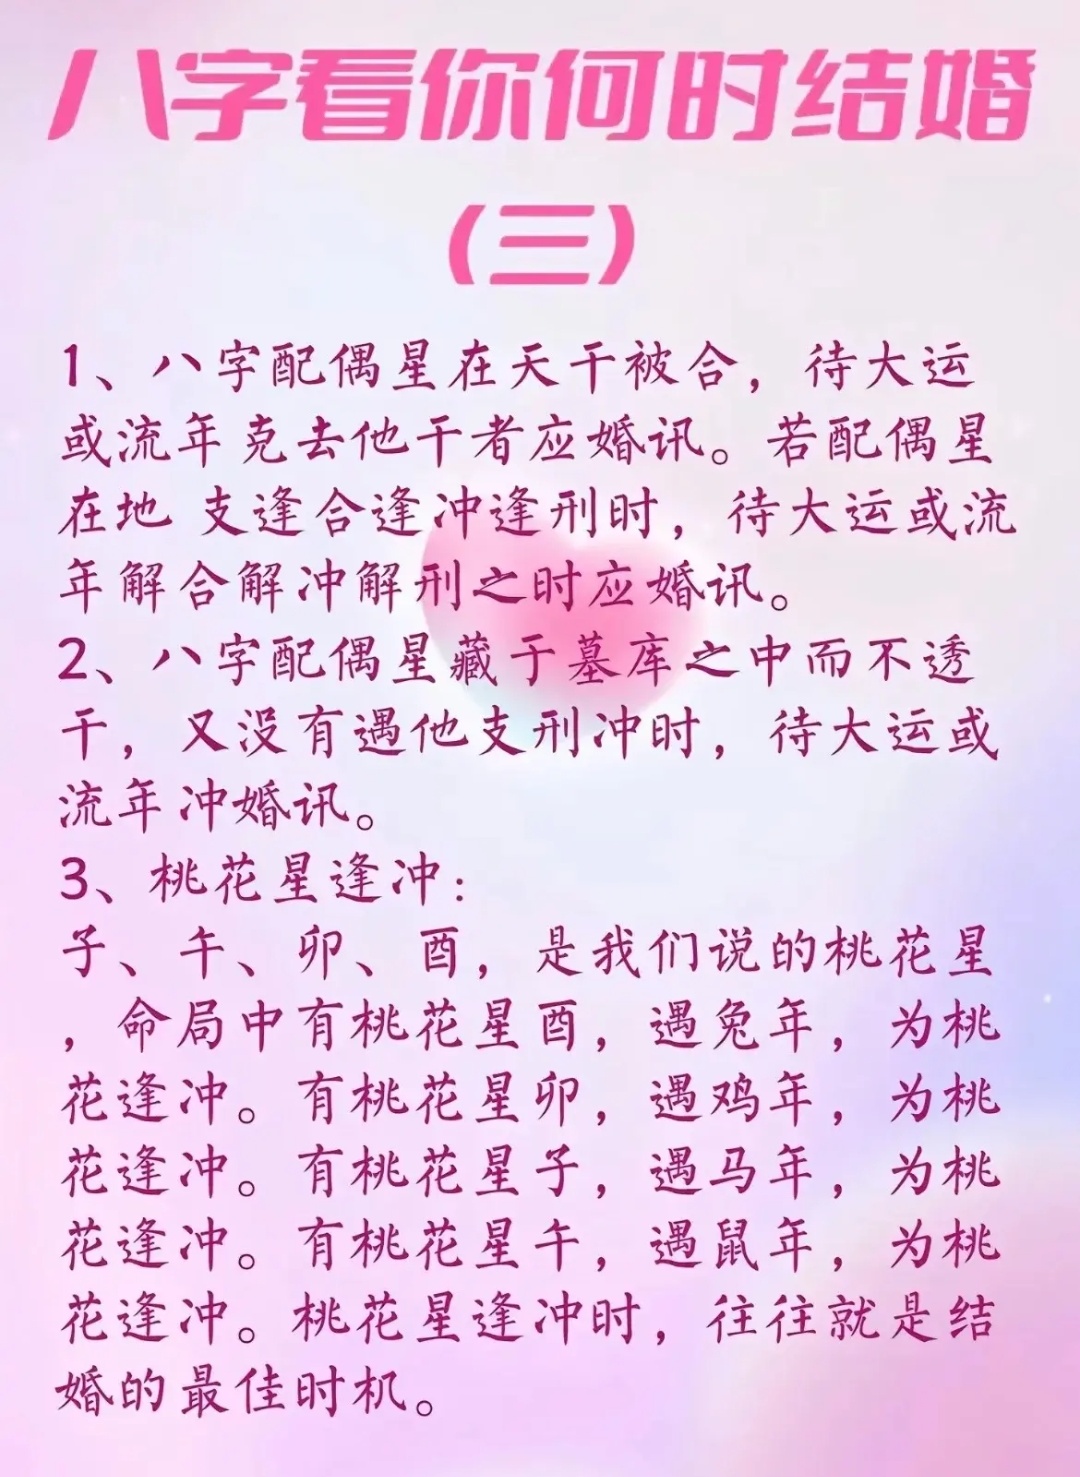 八字看你何时结婚
(三)
1、八字配偶星在天干被合，待大运
或流年克去他干者应婚讯。若配偶星
在地 支逢合逢冲逢刑时，待大运或流
年解合解冲解刑之时应婚讯。
2、八字配偶星藏于墓库之中而不透
干，又没有遇他支刑冲时，待大运或
流年冲婚讯。
3、桃花星逢冲：
子、午、卯、酉，是我们说的桃花星
，命局中有桃花星酉，遇兔年，为桃
花逢冲。有桃花星卯，遇鸡年，为桃
花逢冲。有桃花星子，遇马年，为桃
花逢冲。有桃花星午，遇鼠年，为桃
花逢冲。桃花星逢冲时，往往就是结
婚的最佳时机。